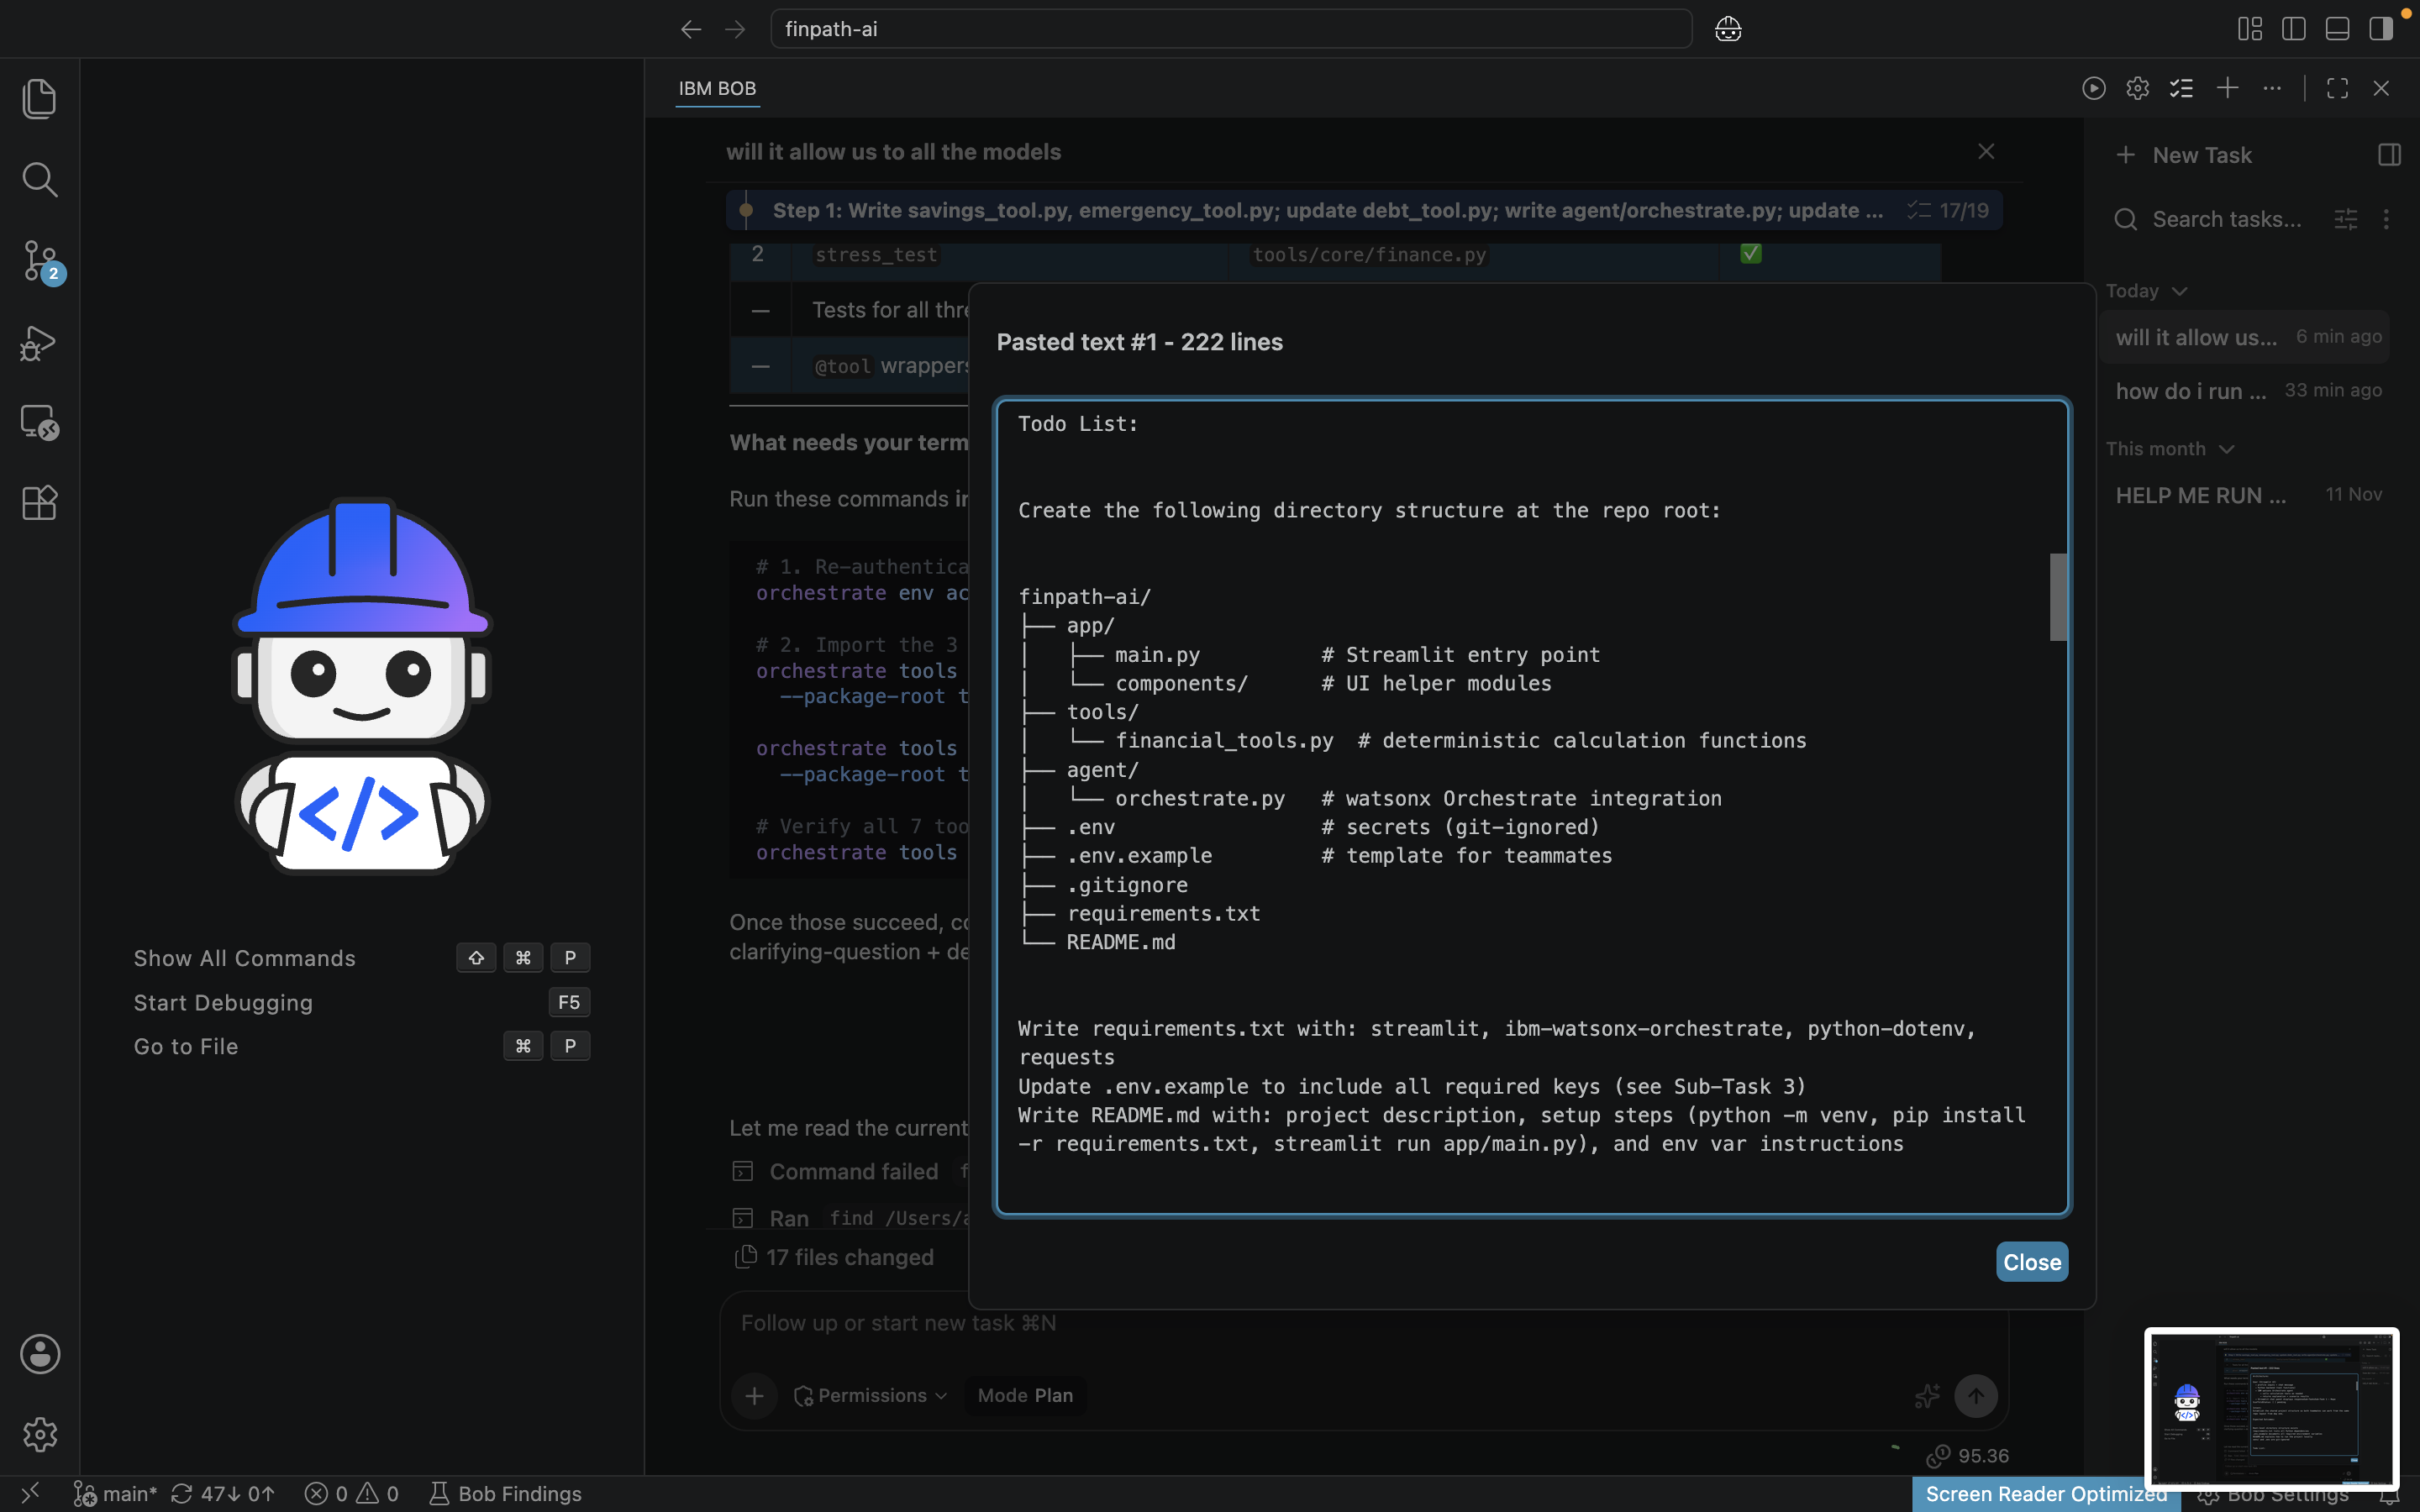 finpath-ai
IBM BOB
will it allow us to all the models
Step 1: Write savings_tool.py, emergency_tool.py; update debt_tool.py; write agent/orchestrate.py; update ...
17/19
2 stress_test tools/core/finance.py ✅
— Tests for all thre
— @tool wrappers
What needs your term
Run these commands in
# 1. Re-authentica
orchestrate env ac
# 2. Import the 3
orchestrate tools
--package-root t
orchestrate tools
--package-root t
# Verify all 7 too
orchestrate tools
Once those succeed, co
clarifying-question + de
Let me read the current
Command failed f
Ran find /Users/a
17 files changed
Follow up or start new task ⌘N
Permissions
Mode Plan
95.36
Pasted text #1 - 222 lines
Todo List:
Create the following directory structure at the repo root:
finpath-ai/
├── app/
│   ├── main.py          # Streamlit entry point
│   └── components/      # UI helper modules
├── tools/
│   └── financial_tools.py  # deterministic calculation functions
├── agent/
│   └── orchestrate.py   # watsonx Orchestrate integration
├── .env                 # secrets (git-ignored)
├── .env.example         # template for teammates
├── .gitignore
├── requirements.txt
└── README.md
Write requirements.txt with: streamlit, ibm-watsonx-orchestrate, python-dotenv,
requests
Update .env.example to include all required keys (see Sub-Task 3)
Write README.md with: project description, setup steps (python -m venv, pip install
-r requirements.txt, streamlit run app/main.py), and env var instructions
Close
New Task
Search tasks...
Today
will it allow us... 6 min ago
how do i run ... 33 min ago
This month
HELP ME RUN ... 11 Nov
2
</>
Show All Commands ⇧ ⌘ P
Start Debugging F5
Go to File ⌘ P
main* 47↓ 0↑ 0 0 Bob Findings
Screen Reader Optimized
Bob Settings